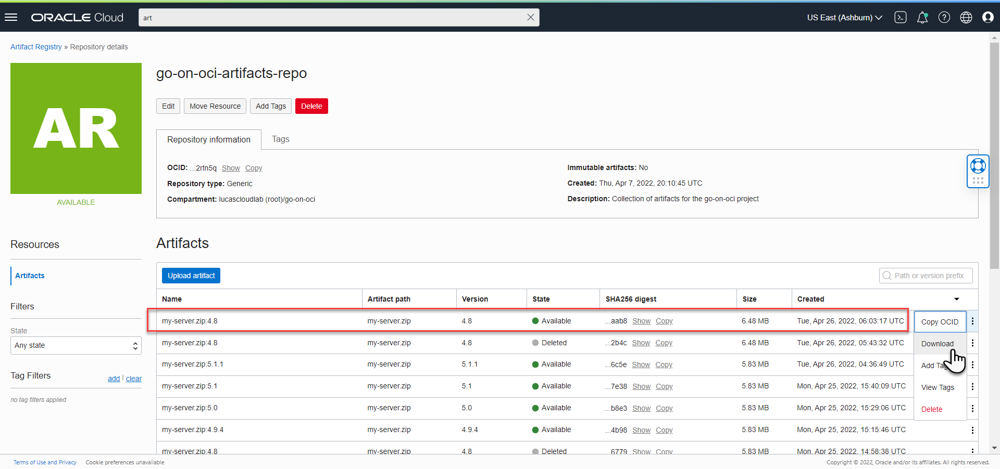 ORACLE Cloud
art
US East (Ashburn)
Artifact Registry » Repository details
AR
AVAILABLE
go-on-oci-artifacts-repo
Edit Move Resource Add Tags Delete
Repository information Tags
OCID: ...2rtn5q Show Copy
Repository type: Generic
Compartment: lucascloudlab (root)/go-on-oci
Immutable artifacts: No
Created: Thu, Apr 7, 2022, 20:10:45 UTC
Description: Collection of artifacts for the go-on-oci project
Resources
Artifacts
Filters
State
Any state
Tag Filters add | clear
no tag filters applied
Artifacts
Upload artifact
Path or version prefix
Name Artifact path Version State SHA256 digest Size Created
my-server.zip:4.8 my-server.zip 4.8 Available ...aab8 Show Copy 6.48 MB Tue, Apr 26, 2022, 06:03:17 UTC
my-server.zip:4.8 my-server.zip 4.8 Deleted ...2b4c Show Copy 6.48 MB Tue, Apr 26, 2022, 05:43:32 UTC
my-server.zip:5.1.1 my-server.zip 5.1.1 Available ...6c5e Show Copy 5.83 MB Tue, Apr 26, 2022, 04:36:49 UTC
my-server.zip:5.1 my-server.zip 5.1 Available ...7e38 Show Copy 5.83 MB Mon, Apr 25, 2022, 15:40:09 UTC
my-server.zip:5.0 my-server.zip 5.0 Available ...b8e3 Show Copy 5.83 MB Mon, Apr 25, 2022, 15:29:06 UTC
my-server.zip:4.9.4 my-server.zip 4.9.4 Available ...4b98 Show Copy 5.83 MB Mon, Apr 25, 2022, 15:15:46 UTC
my-server.zip:4.8 my-server.zip 4.8 Deleted ...6779 Show Copy 5.83 MB Mon, Apr 25, 2022, 14:58:38 UTC
Copy OCID
Download
Add Tag
View Tags
Delete
Terms of Use and Privacy Cookie preferences unavailable
Copyright © 2022, Oracle and/or its affiliates. All rights reserved.